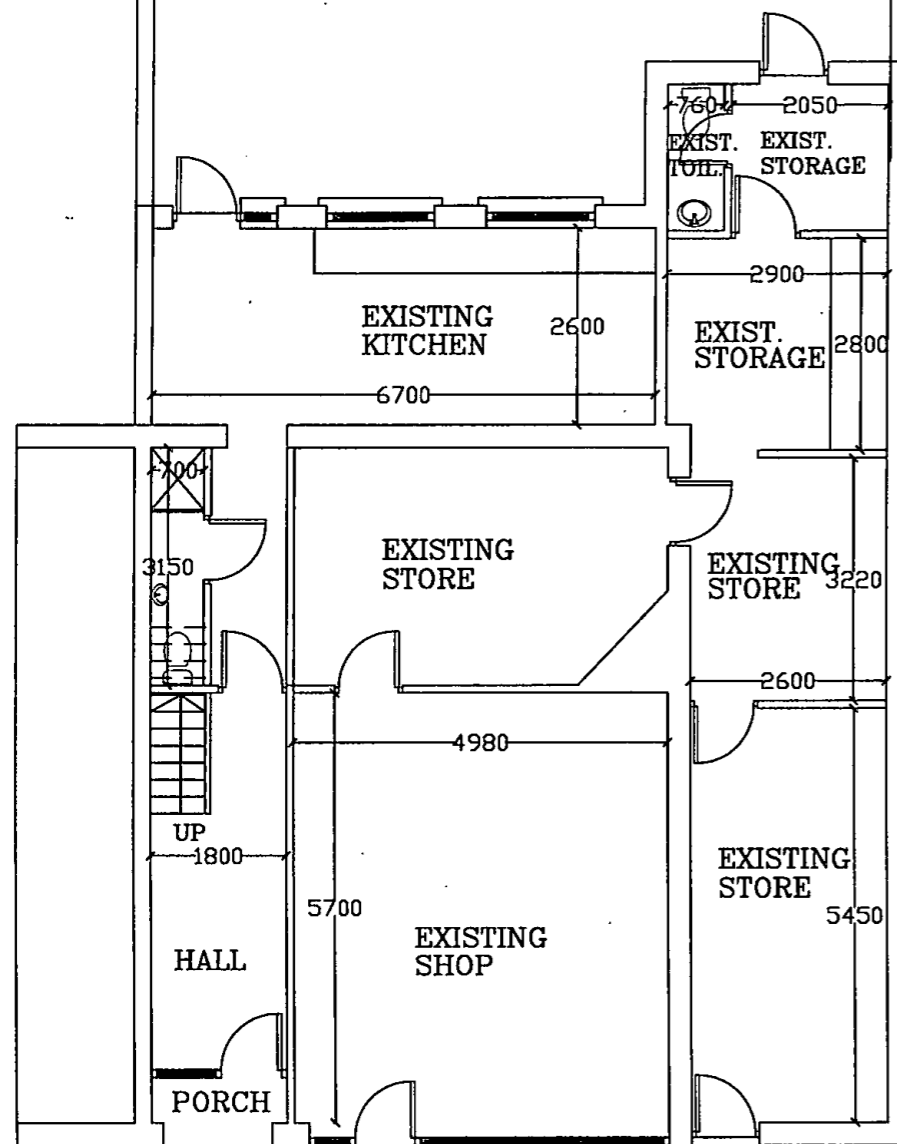 760
2050
EXIST.
TOIL.
EXIST.
STORAGE
2900
EXISTING
KITCHEN
2600
EXIST.
STORAGE
2800
6700
700
3150
EXISTING
STORE
EXISTING
STORE
3220
2600
4980
UP
1800
5700
EXISTING
STORE
5450
EXISTING
SHOP
HALL
PORCH